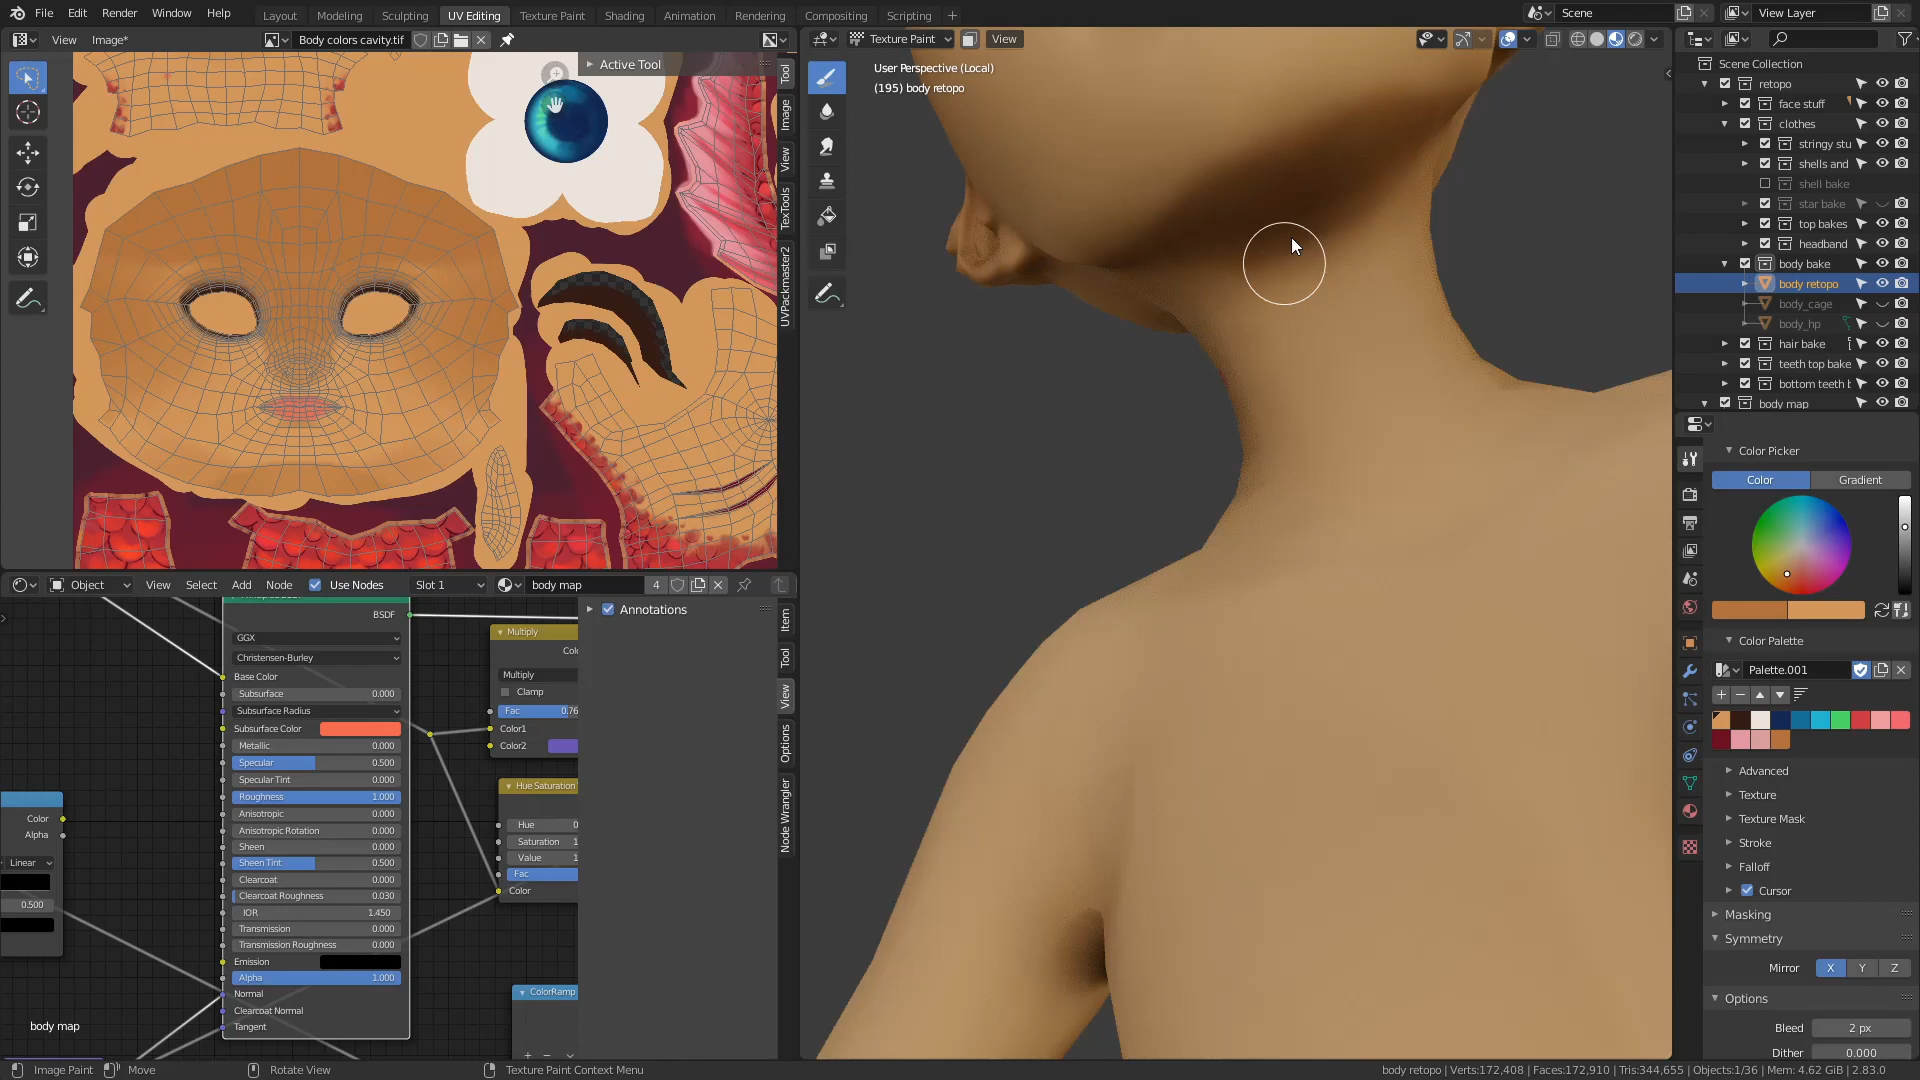 File Edit Render Window Help Layout Modeling Sculpting UV Editing Texture Paint Shading Animation Rendering Compositing Scripting + Scene View Layer
View Image* Body colors cavity.tif
Texture Paint View
Active Tool
Tool
Image
View
TexTools
UVPackmaster2
User Perspective (Local)
(195) body retopo
Scene Collection
retopo
face stuff
clothes
stringy stu
shells and
shell bake
star bake
top bakes
headband
body bake
body retopo
body_cage
body_hp
hair bake
teeth top bake
bottom teeth b
body map
Color Picker
Color Gradient
Color Palette
Palette.001
Advanced
Texture
Texture Mask
Stroke
Falloff
Cursor
Masking
Symmetry
Mirror X Y Z
Options
Bleed 2 px
Dither 0.000
Object View Select Add Node Use Nodes Slot 1 body map 4
BSDF
GGX
Christensen-Burley
Base Color
Subsurface 0.000
Subsurface Radius
Subsurface Color
Metallic 0.000
Specular 0.500
Specular Tint 0.000
Roughness 1.000
Anisotropic 0.000
Anisotropic Rotation 0.000
Sheen 0.000
Sheen Tint 0.500
Clearcoat 0.000
Clearcoat Roughness 0.030
IOR 1.450
Transmission 0.000
Transmission Roughness 0.000
Emission
Alpha 1.000
Normal
Clearcoat Normal
Tangent
Color
Alpha
Linear
0.500
Multiply
Colo
Multiply
Clamp
Fac 0.76
Color1
Color2
Hue Saturation
Hue 0
Saturation 1
Value 1
Fac
Color
ColorRamp
Annotations
Item
Tool
View
Options
Node Wrangler
body map
Image Paint Move Rotate View Texture Paint Context Menu
body retopo | Verts:172,408 | Faces:172,910 | Tris:344,655 | Objects:1/36 | Mem: 4.62 GiB | 2.83.0